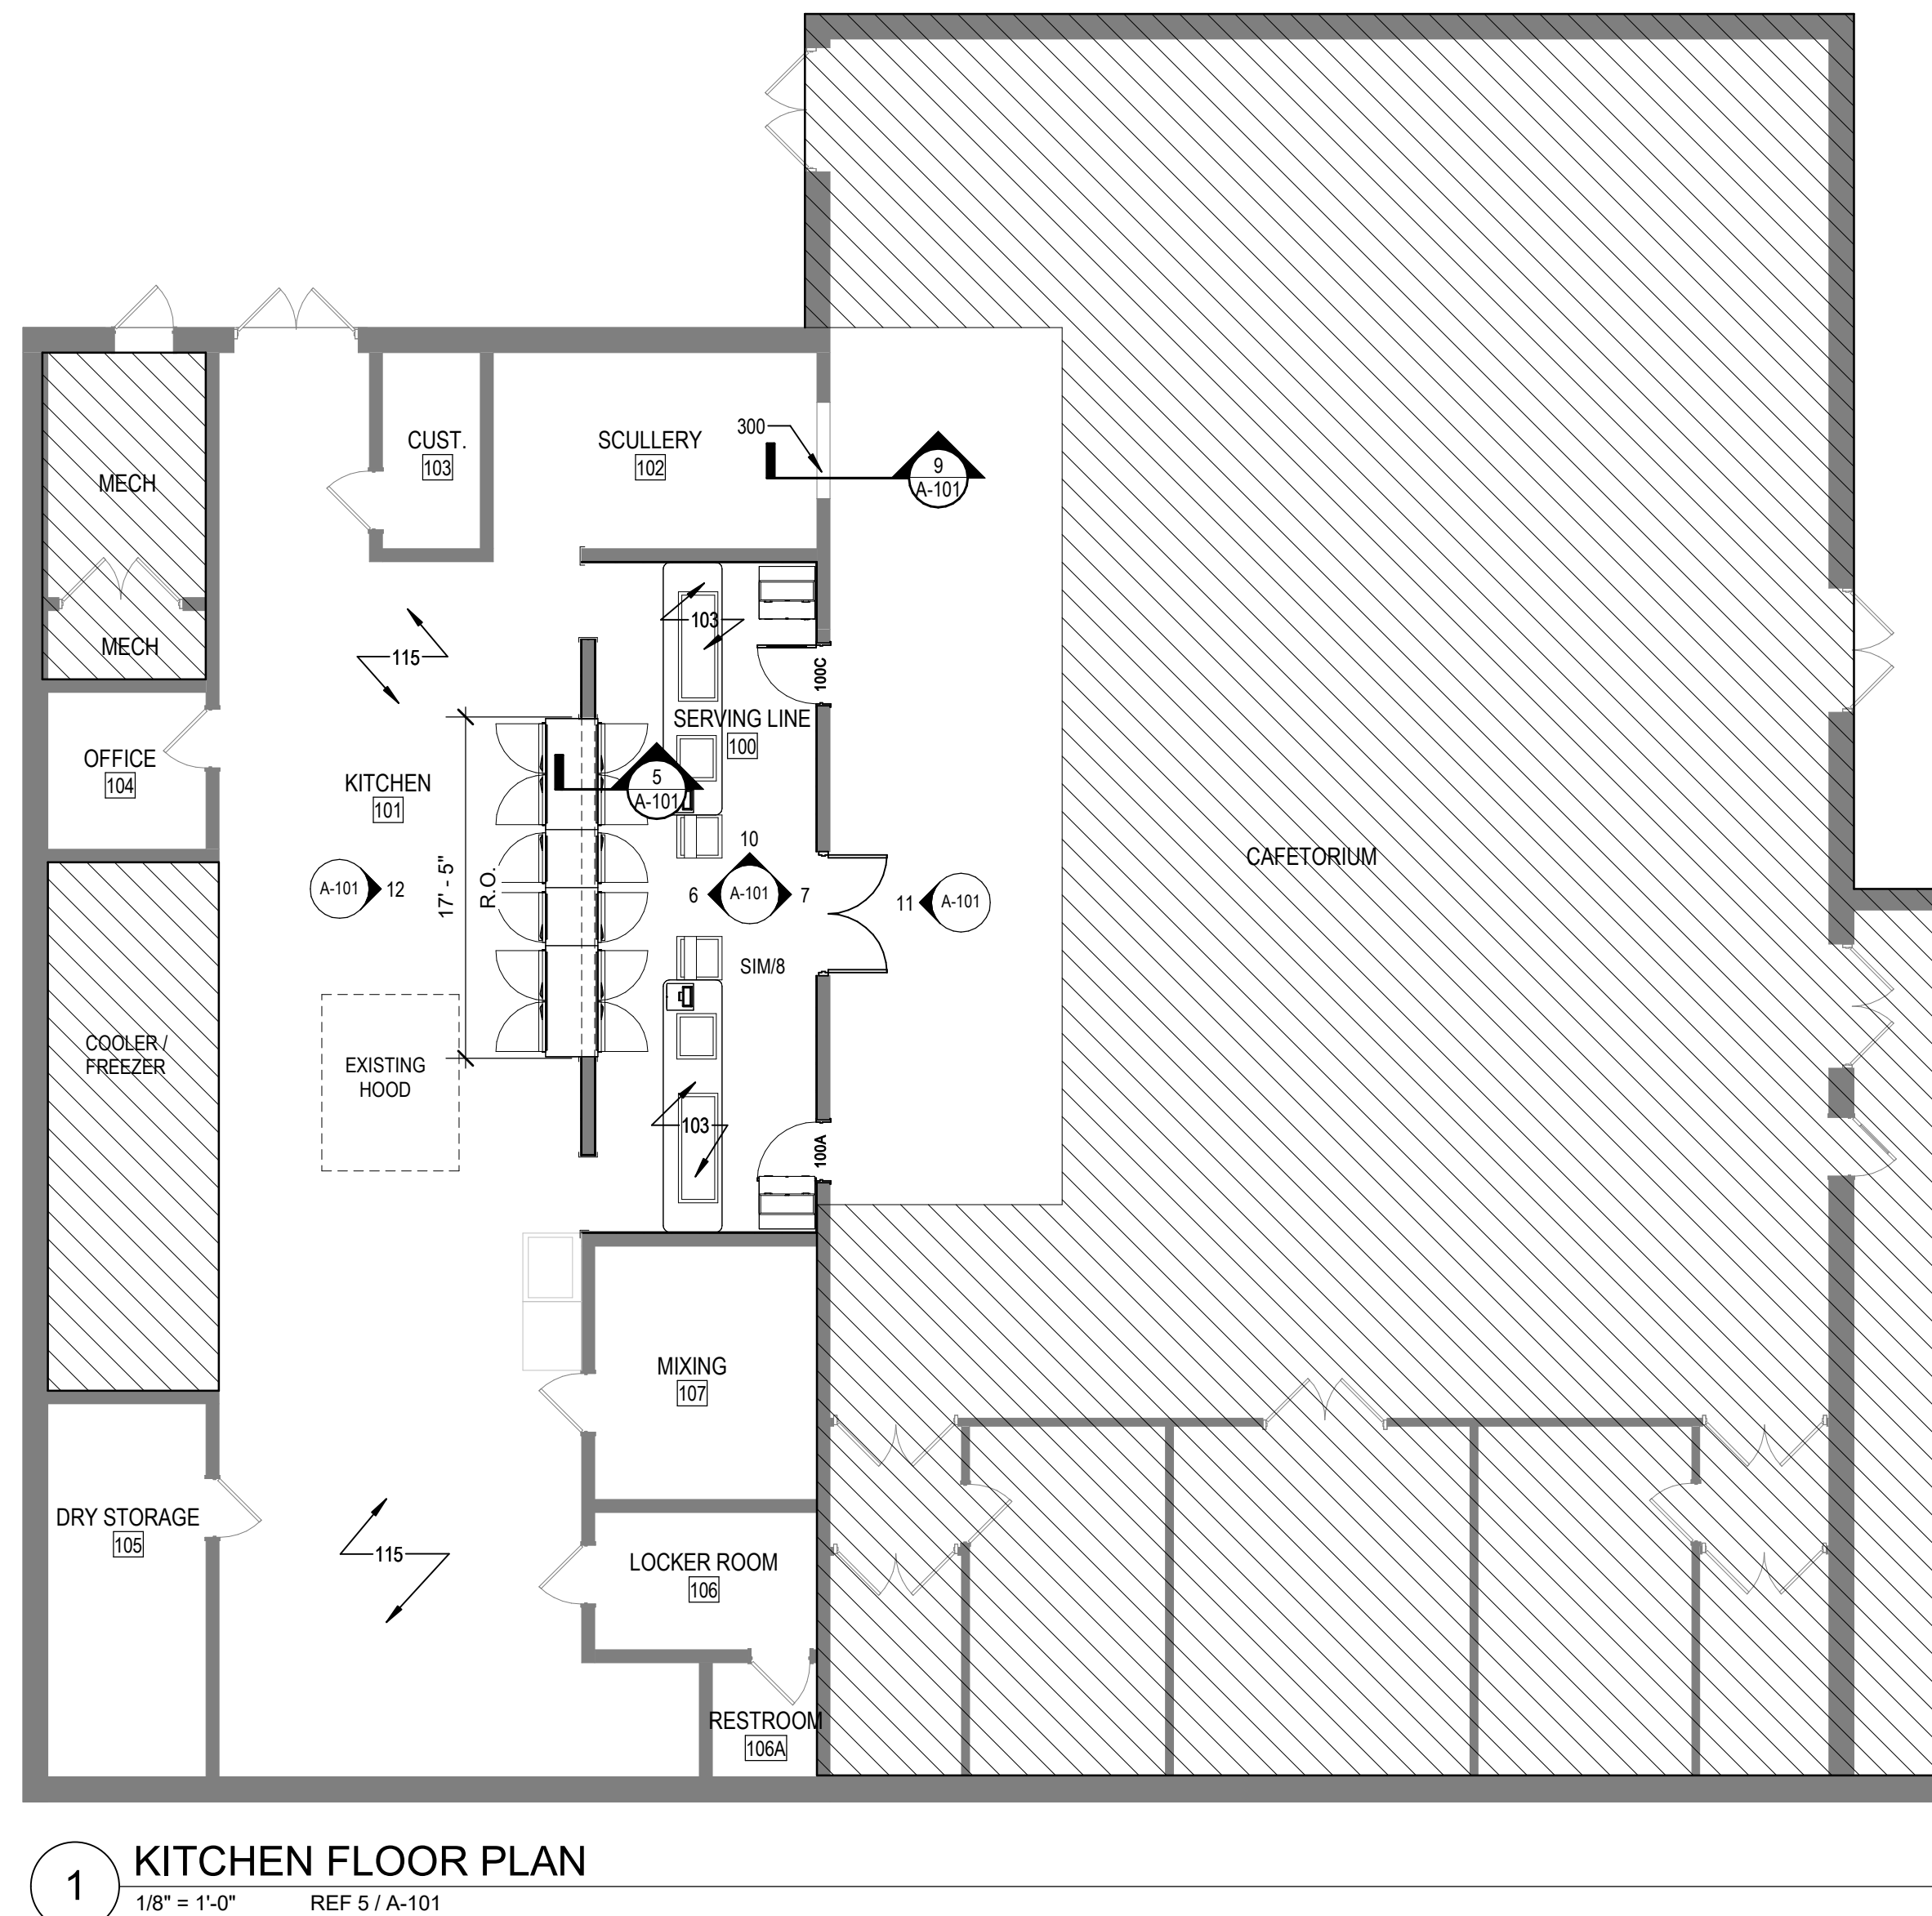 300
9
A-101
CUST.
103
SCULLERY
102
MECH
103
MECH
115
100C
SERVING LINE
100
OFFICE
104
KITCHEN
101
5
A-101
10
17' - 5"
R.O.
A-101
12
6
A-101
7
11
A-101
CAFETORIUM
SIM/8
COOLER /
FREEZER
EXISTING
HOOD
103
100A
MIXING
107
DRY STORAGE
105
115
LOCKER ROOM
106
RESTROOM
106A
1
KITCHEN FLOOR PLAN
1/8" = 1'-0"
REF 5 / A-101